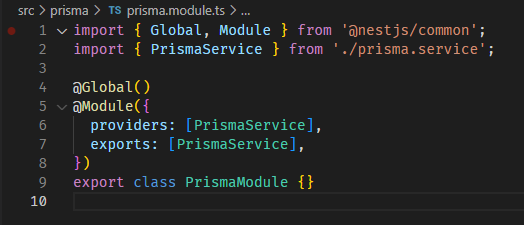 src > prisma > prisma.module.ts > ...
1 import { Global, Module } from '@nestjs/common';
2 import { PrismaService } from './prisma.service';
3
4 @Global()
5 @Module({
6   providers: [PrismaService],
7   exports: [PrismaService],
8 })
9 export class PrismaModule {}
10